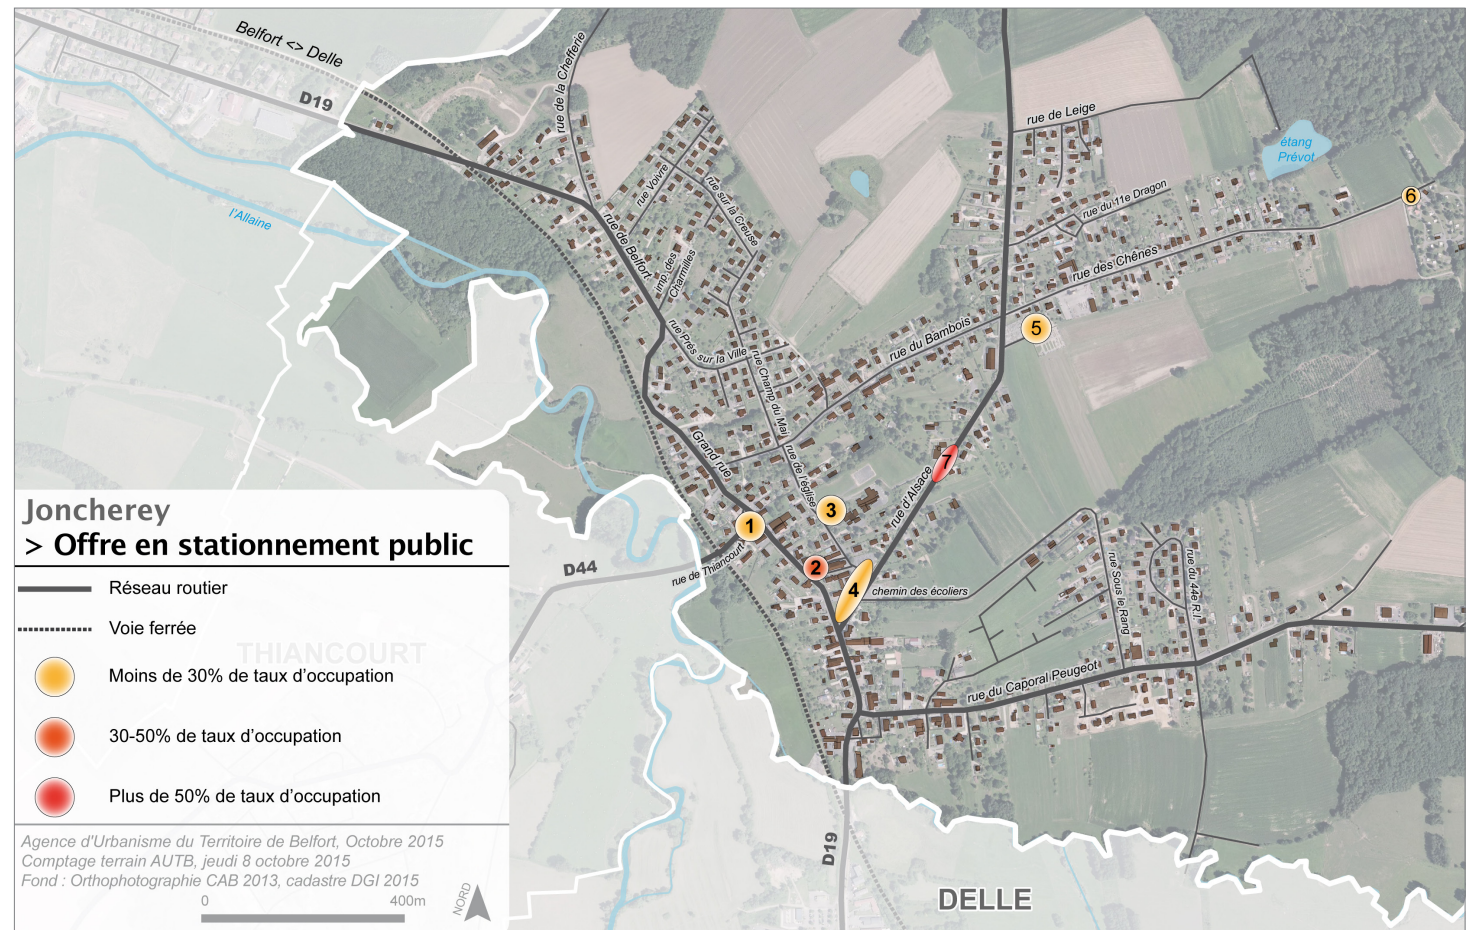 Belfort <> Delle
D19
rue de la Chefferie
rue de Leige
étang
Prévot
l'Allaine
rue Voivre
rue sur la Creuse
rue du 11e Dragon
6
rue de Belfort
imp. des
Charmilles
rue des Chênes
5
rue Prés sur la Ville
rue du Bambois
rue Champ du Mai
Grand rue
rue de l'église
7
rue d'Alsace
3
1
D44
rue de Thiancourt
2
4
chemin des écoliers
rue Sous le Rang
rue du 44e R.I.
rue du Caporal Peugeot
THIANCOURT
D19
DELLE
Joncherey
> Offre en stationnement public
Réseau routier
Voie ferrée
Moins de 30% de taux d’occupation
30-50% de taux d’occupation
Plus de 50% de taux d’occupation
Agence d'Urbanisme du Territoire de Belfort, Octobre 2015
Comptage terrain AUTB, jeudi 8 octobre 2015
Fond : Orthophotographie CAB 2013, cadastre DGI 2015
0 400m
NORD